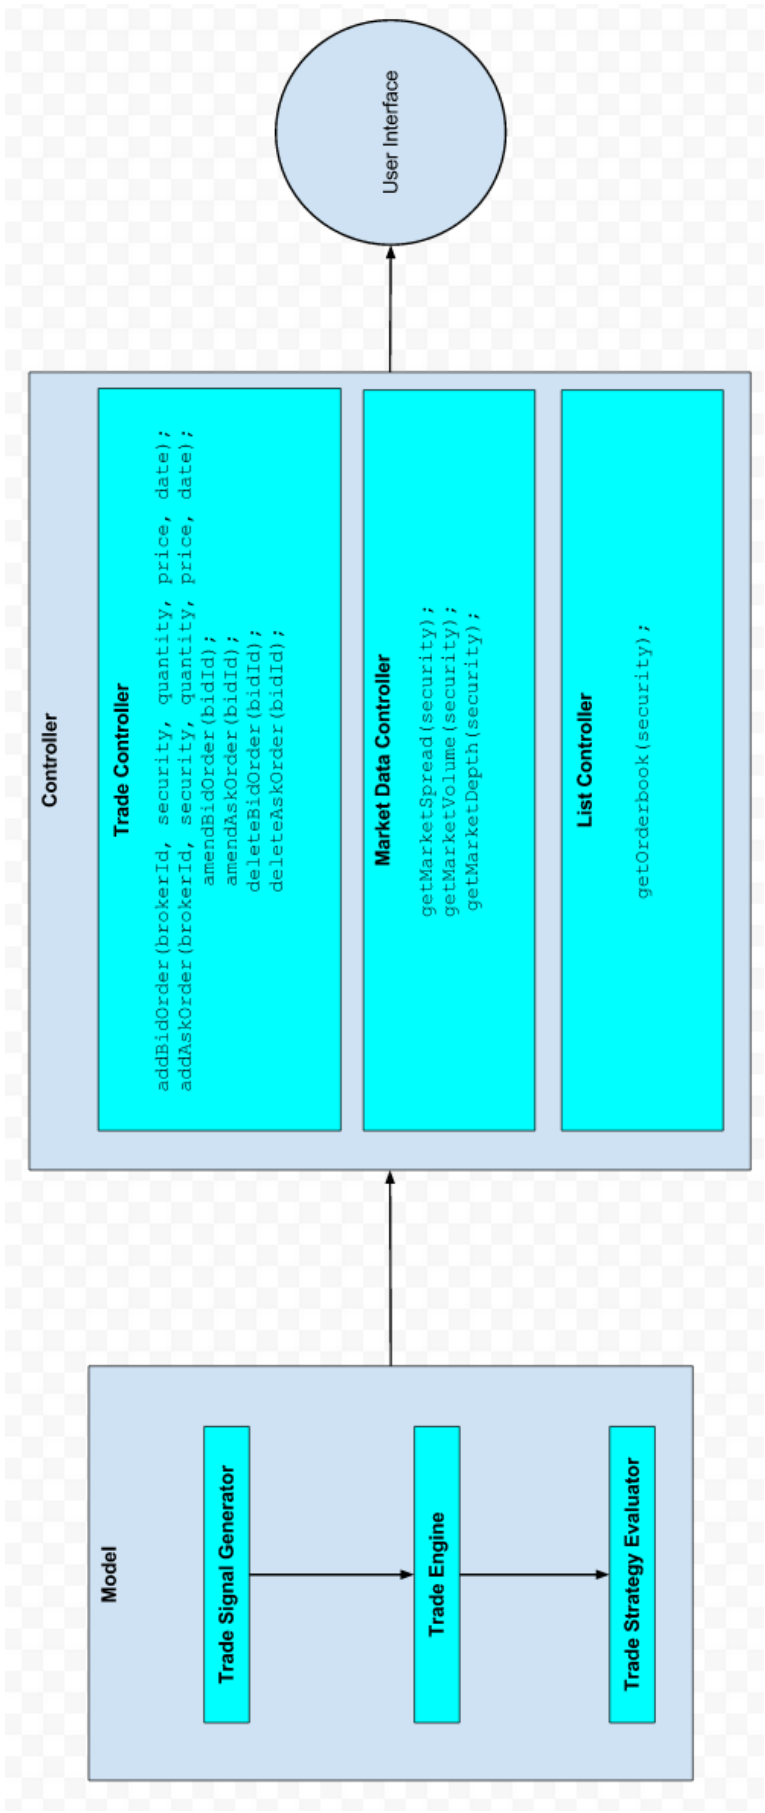 Model
Trade Signal Generator
Trade Engine
Trade Strategy Evaluator
Controller
Trade Controller
addBidOrder(brokerId, security, quantity, price, date);
addAskOrder(brokerId, security, quantity, price, date);
amendBidOrder(bidId);
amendAskOrder(bidId);
deleteBidOrder(bidId);
deleteAskOrder(bidId);
Market Data Controller
getMarketSpread(security);
getMarketVolume(security);
getMarketDepth(security);
List Controller
getOrderbook(security);
User Interface